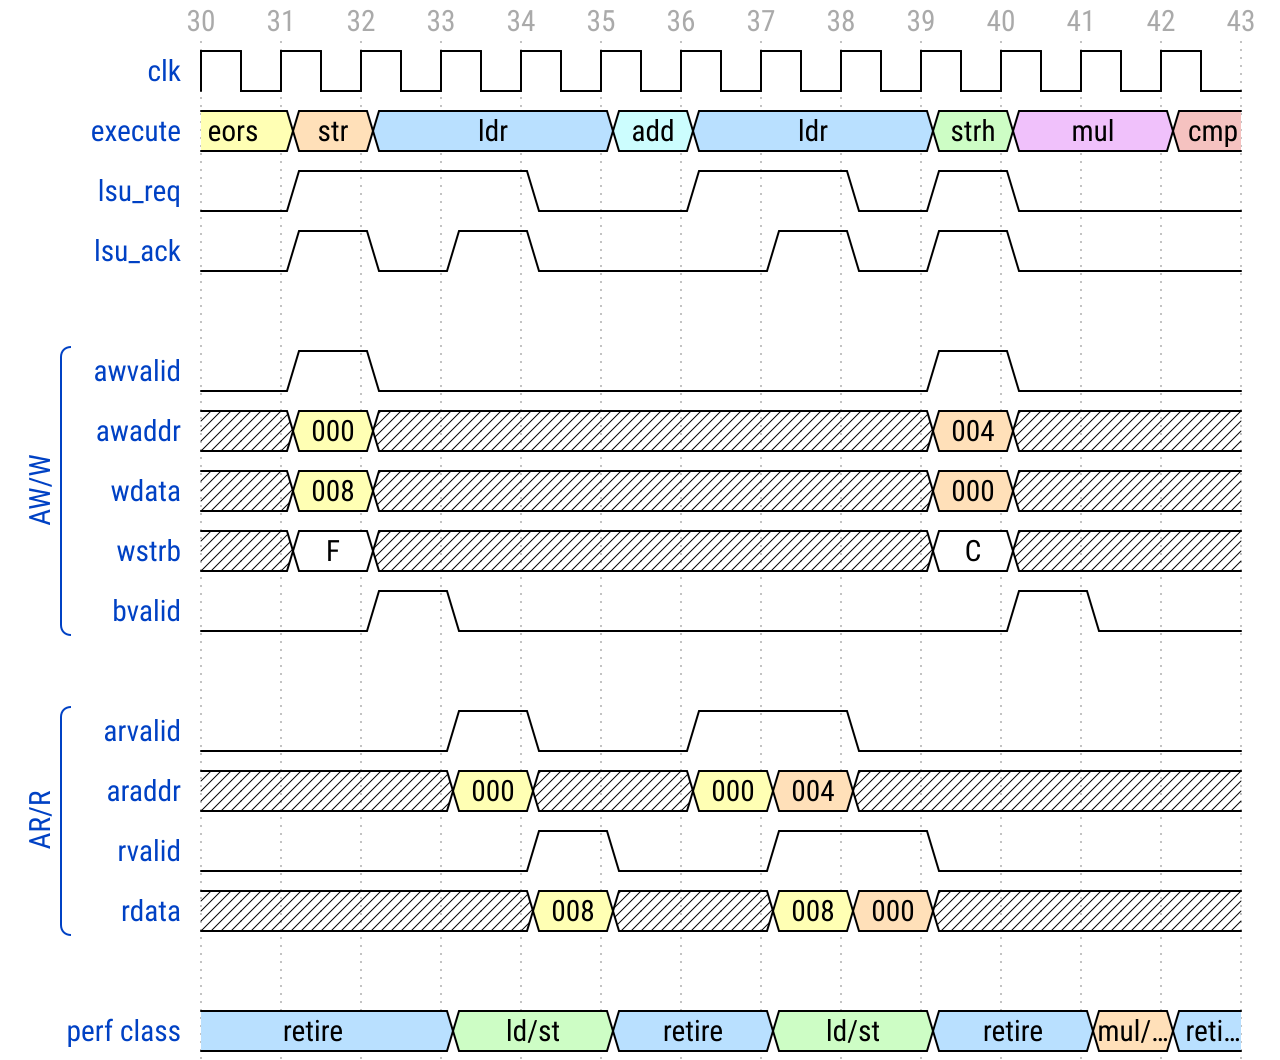 30 31 32 33 34 35 36 37 38 39 40 41 42 43
clk
execute eors str ldr add ldr strh mul cmp
lsu_req
lsu_ack
AW/W
awvalid
awaddr 000 004
wdata 008 000
wstrb F C
bvalid
AR/R
arvalid
araddr 000 000 004
rvalid
rdata 008 008 000
perf class retire ld/st retire ld/st retire mul/... reti...